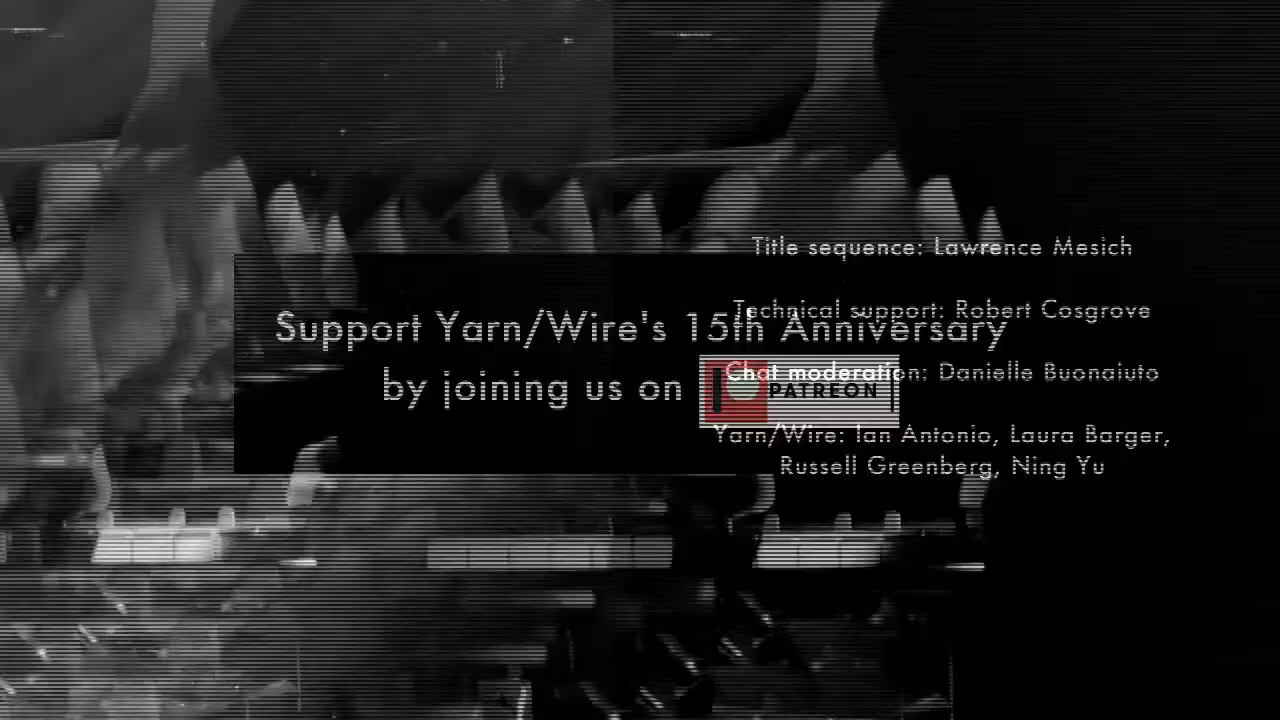 Title sequence: Lawrence Mesich
Technical support: Robert Cosgrove
Support Yarn/Wire's 15th Anniversary
Chat moderation: Danielle Buonaiuto
by joining us on PATREON
Yarn/Wire: Ian Antonio, Laura Barger,
Russell Greenberg, Ning Yu